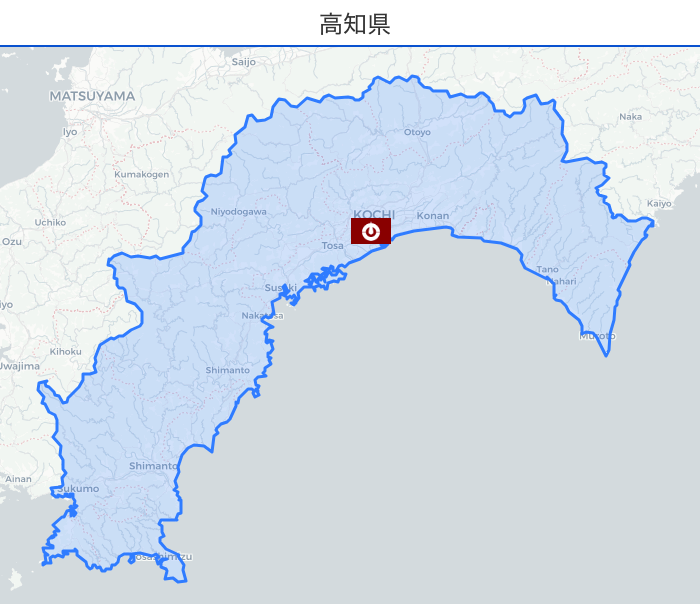 高知県
Saijo
MATSUYAMA
Naka
Iyo
Otoyo
Kumakogen
Kaiyo
Niyodogawa
KOCHI
Konan
Uchiko
Ozu
Tosa
Tano
Nahari
Susaki
iyo
Nakatosa
Muroto
Kihoku
Uwajima
Shimanto
Shimanto
Ainan
Sukumo
Tosashimizu